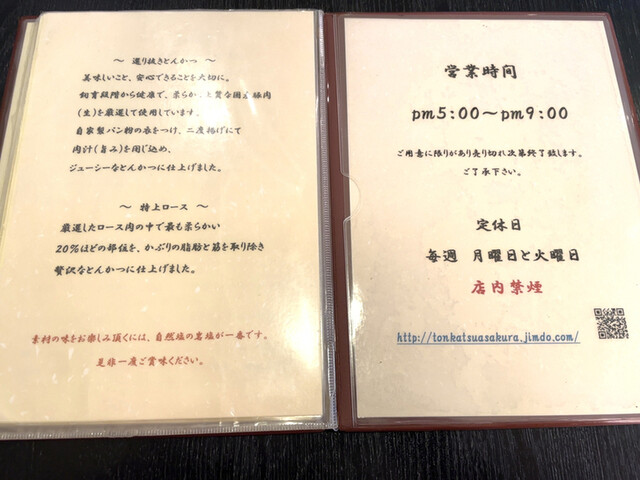 ～ 選り抜きとんかつ ～
美味しいこと、安心できることを大切に。
飼育段階から健康で、柔らか、上質な国産豚肉
(生)を厳選して使用しています。
自家製パン粉の衣をつけ、二度揚げにて
肉汁(旨み)を閉じ込め、
ジューシーなとんかつに仕上げました。
～ 特上ロース ～
厳選したロース肉の中で最も柔らかい
20%ほどの部位を、かぶりの脂肪と筋を取り除き
贅沢なとんかつに仕上げました。
素材の味をお楽しみ頂くには、自然塩の岩塩が一番です。
是非一度ご賞味ください。
営業時間
pm5:00～pm9:00
ご用意に限りがあり売り切れ次第終了致します。
ご了承下さい。
定休日
毎週 月曜日と火曜日
店内禁煙
http://tonkatsuasakura.jimdo.com/